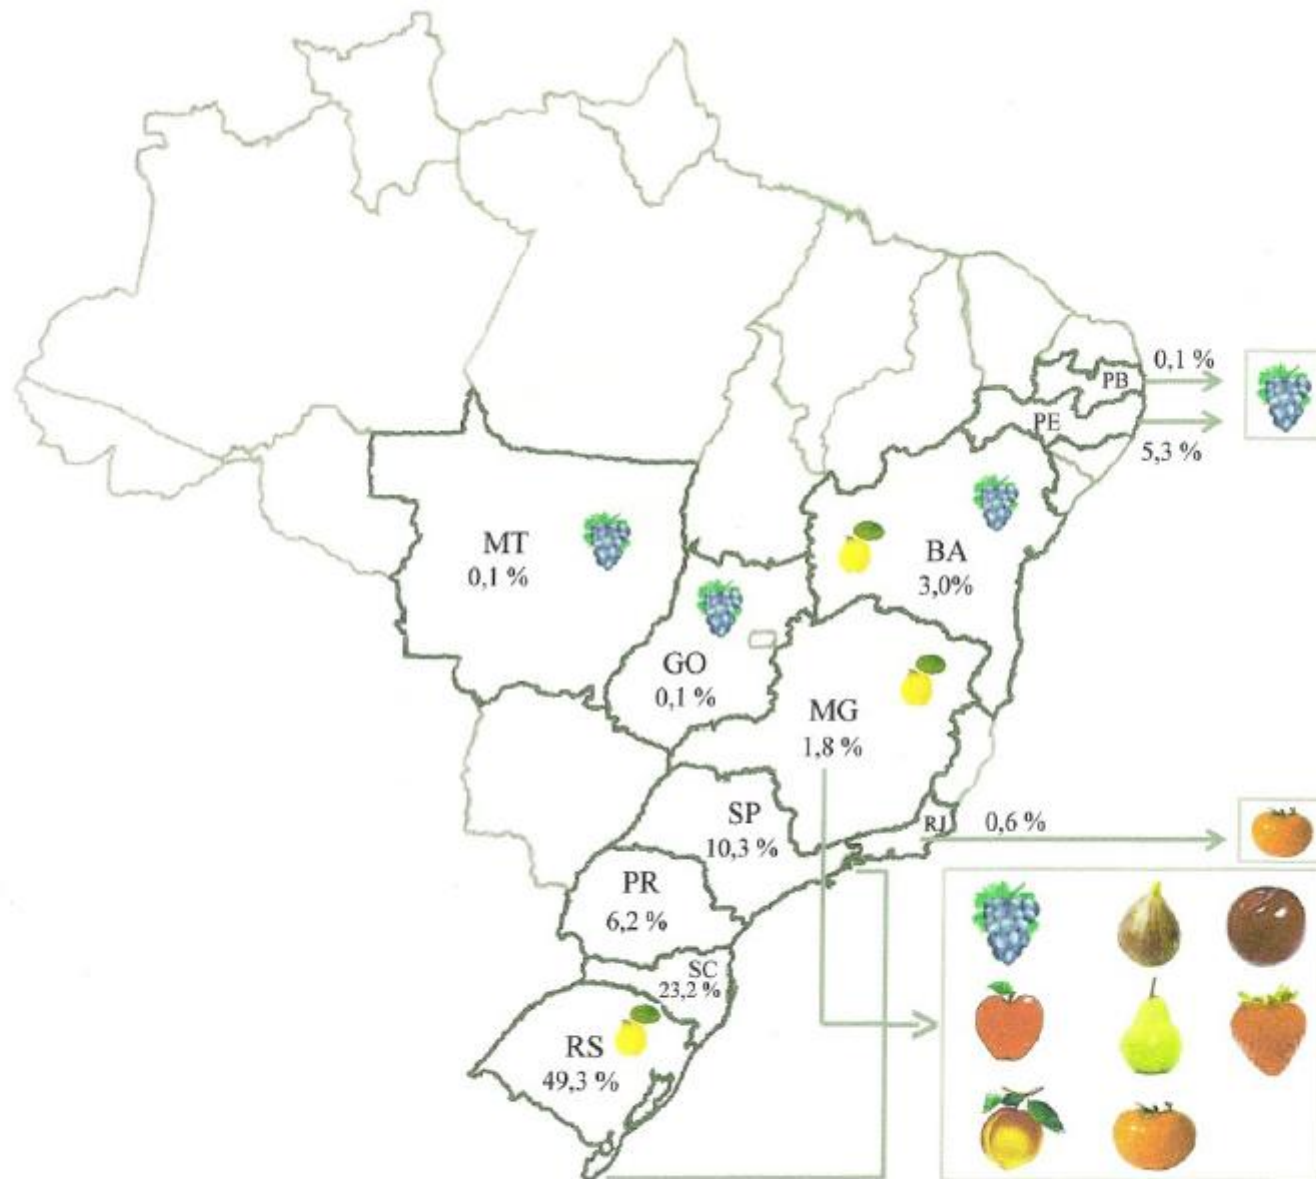 0,1 %
PB
PE
5,3 %
MT
0,1 %
BA
3,0%
GO
0,1 %
MG
1,8 %
SP
10,3 %
RJ
0,6 %
PR
6,2 %
SC
23,2 %
RS
49,3 %